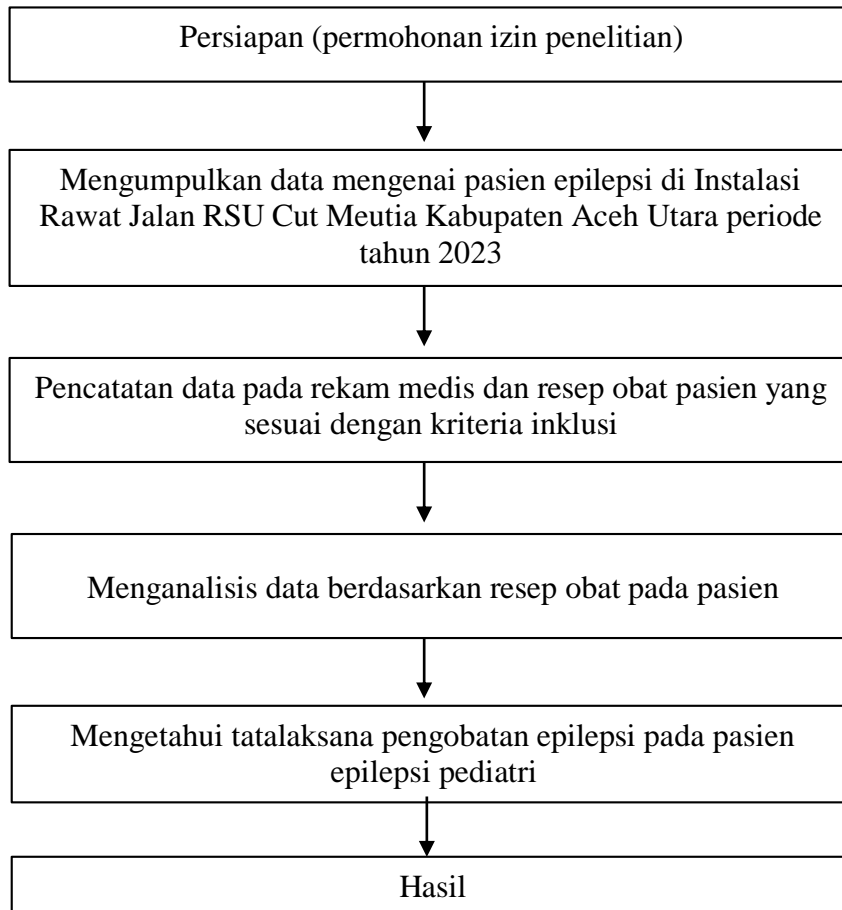 Persiapan (permohonan izin penelitian)
Mengumpulkan data mengenai pasien epilepsi di Instalasi
Rawat Jalan RSU Cut Meutia Kabupaten Aceh Utara periode
tahun 2023
Pencatatan data pada rekam medis dan resep obat pasien yang
sesuai dengan kriteria inklusi
Menganalisis data berdasarkan resep obat pada pasien
Mengetahui tatalaksana pengobatan epilepsi pada pasien
epilepsi pediatri
Hasil